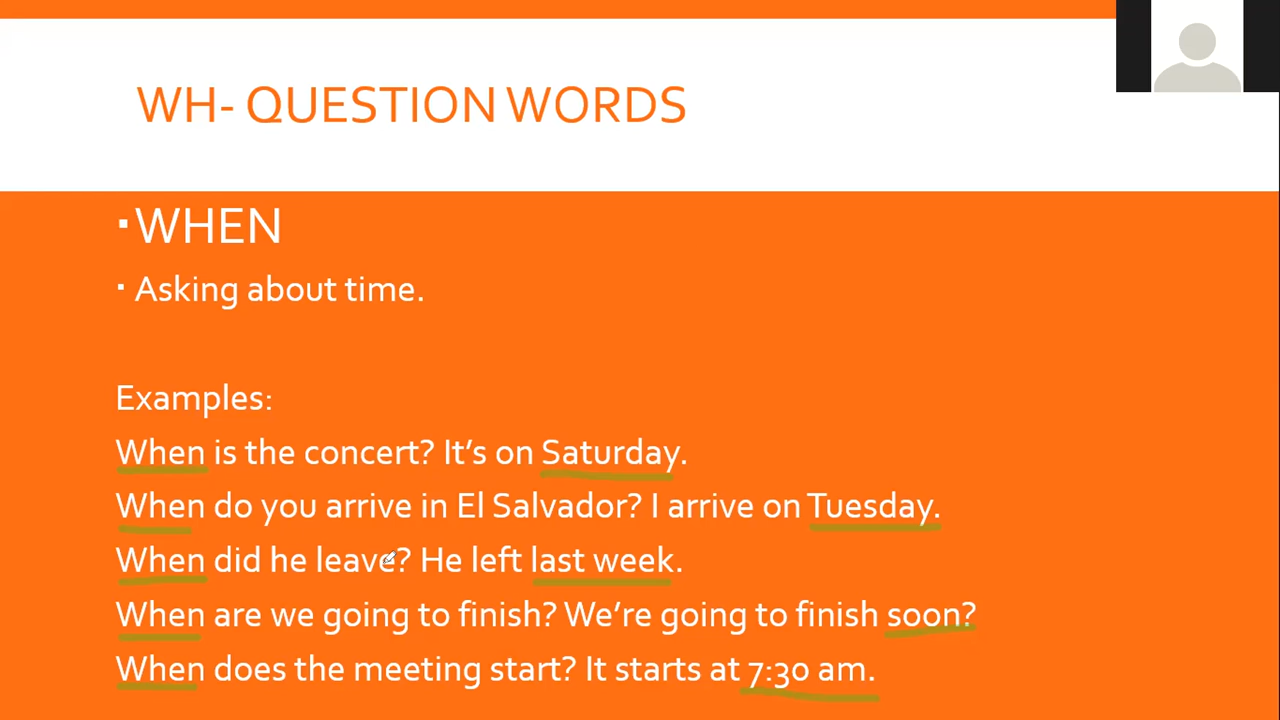 WH- QUESTION WORDS
▪WHEN
▪ Asking about time.
Examples:
When is the concert? It’s on Saturday.
When do you arrive in El Salvador? I arrive on Tuesday.
When did he leave? He left last week.
When are we going to finish? We’re going to finish soon?
When does the meeting start? It starts at 7:30 am.